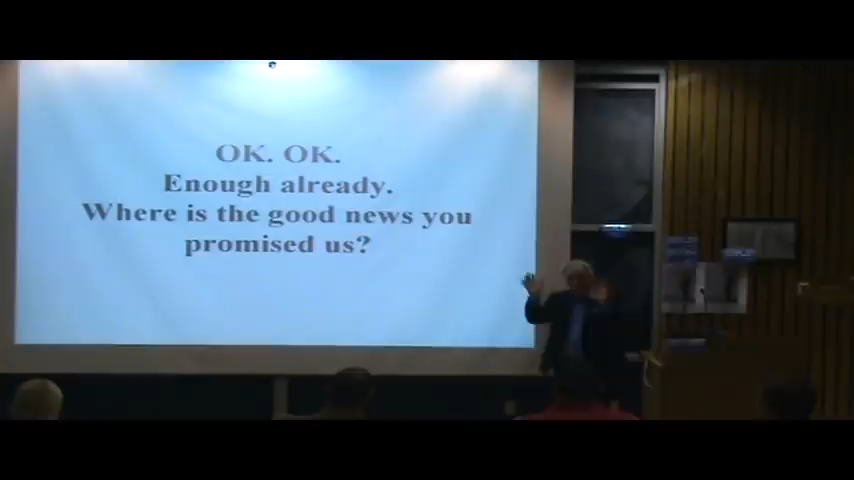 OK. OK.
Enough already.
Where is the good news you
promised us?